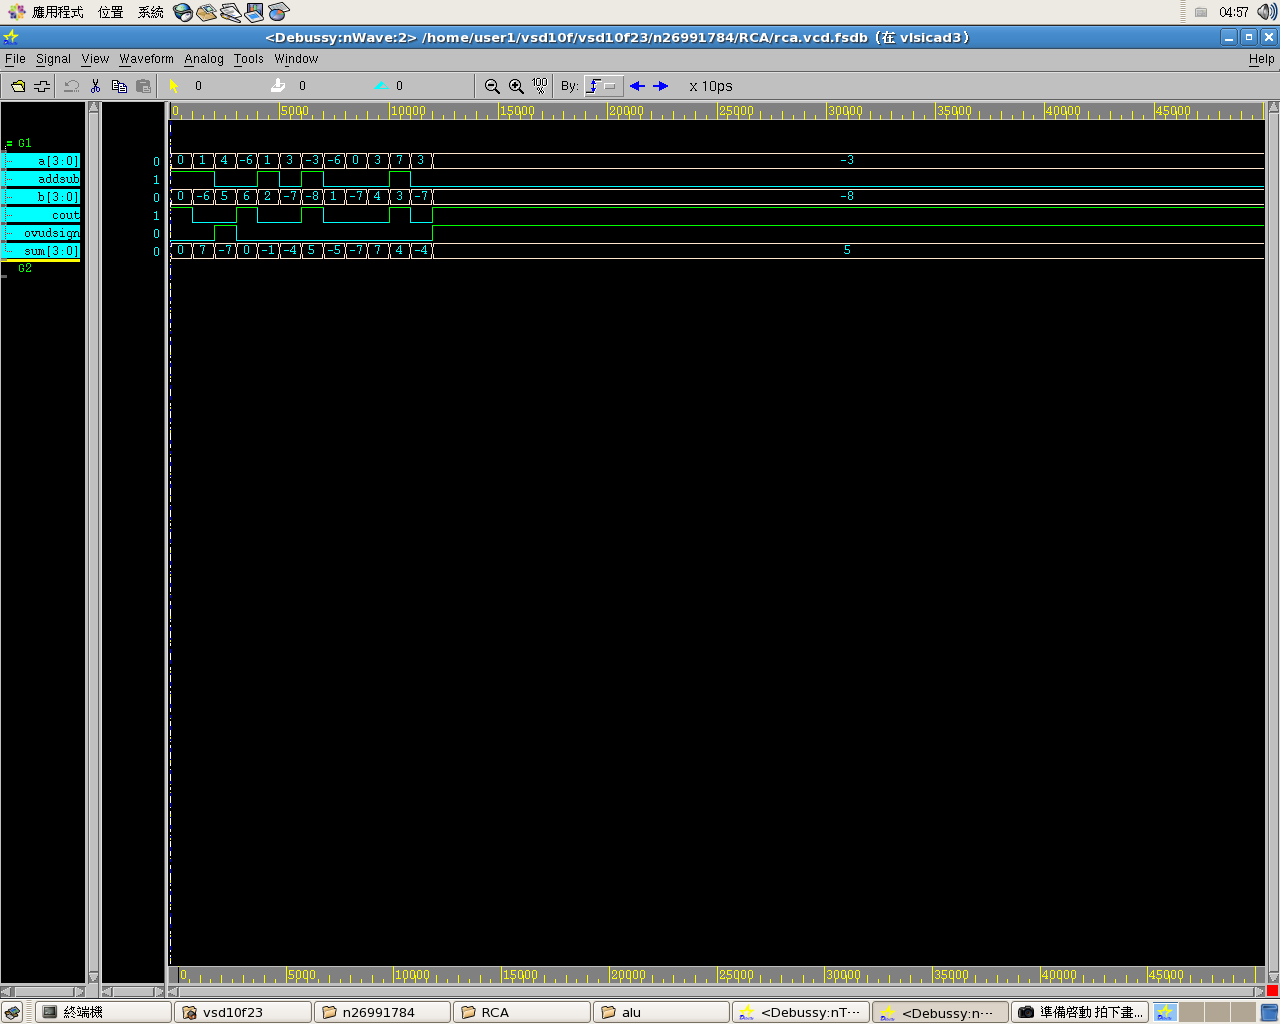 應用程式 位置 系統 04:57
<Debussy:nWave:2> /home/user1/vsd10f/vsd10f23/n26991784/RCA/rca.vcd.fsdb (在 vlsicad3)
File Signal View Waveform Analog Tools Window Help
0 0 0 100 % By: x 10ps
0 5000 10000 15000 20000 25000 30000 35000 40000 45000
G1
a[3:0] 0 0 1 4 -6 1 3 -3 -6 0 3 7 3 -3
addsub 1
b[3:0] 0 0 -6 5 6 2 -7 -8 1 -7 4 3 -7 -8
cout 1
ovudsign 0
sum[3:0] 0 0 7 -7 0 -1 -4 5 -5 -7 7 4 -4 5
G2
0 5000 10000 15000 20000 25000 30000 35000 40000 45000
終端機 vsd10f23 n26991784 RCA alu <Debussy:nT... <Debussy:n... 準備啓動 拍下畫...